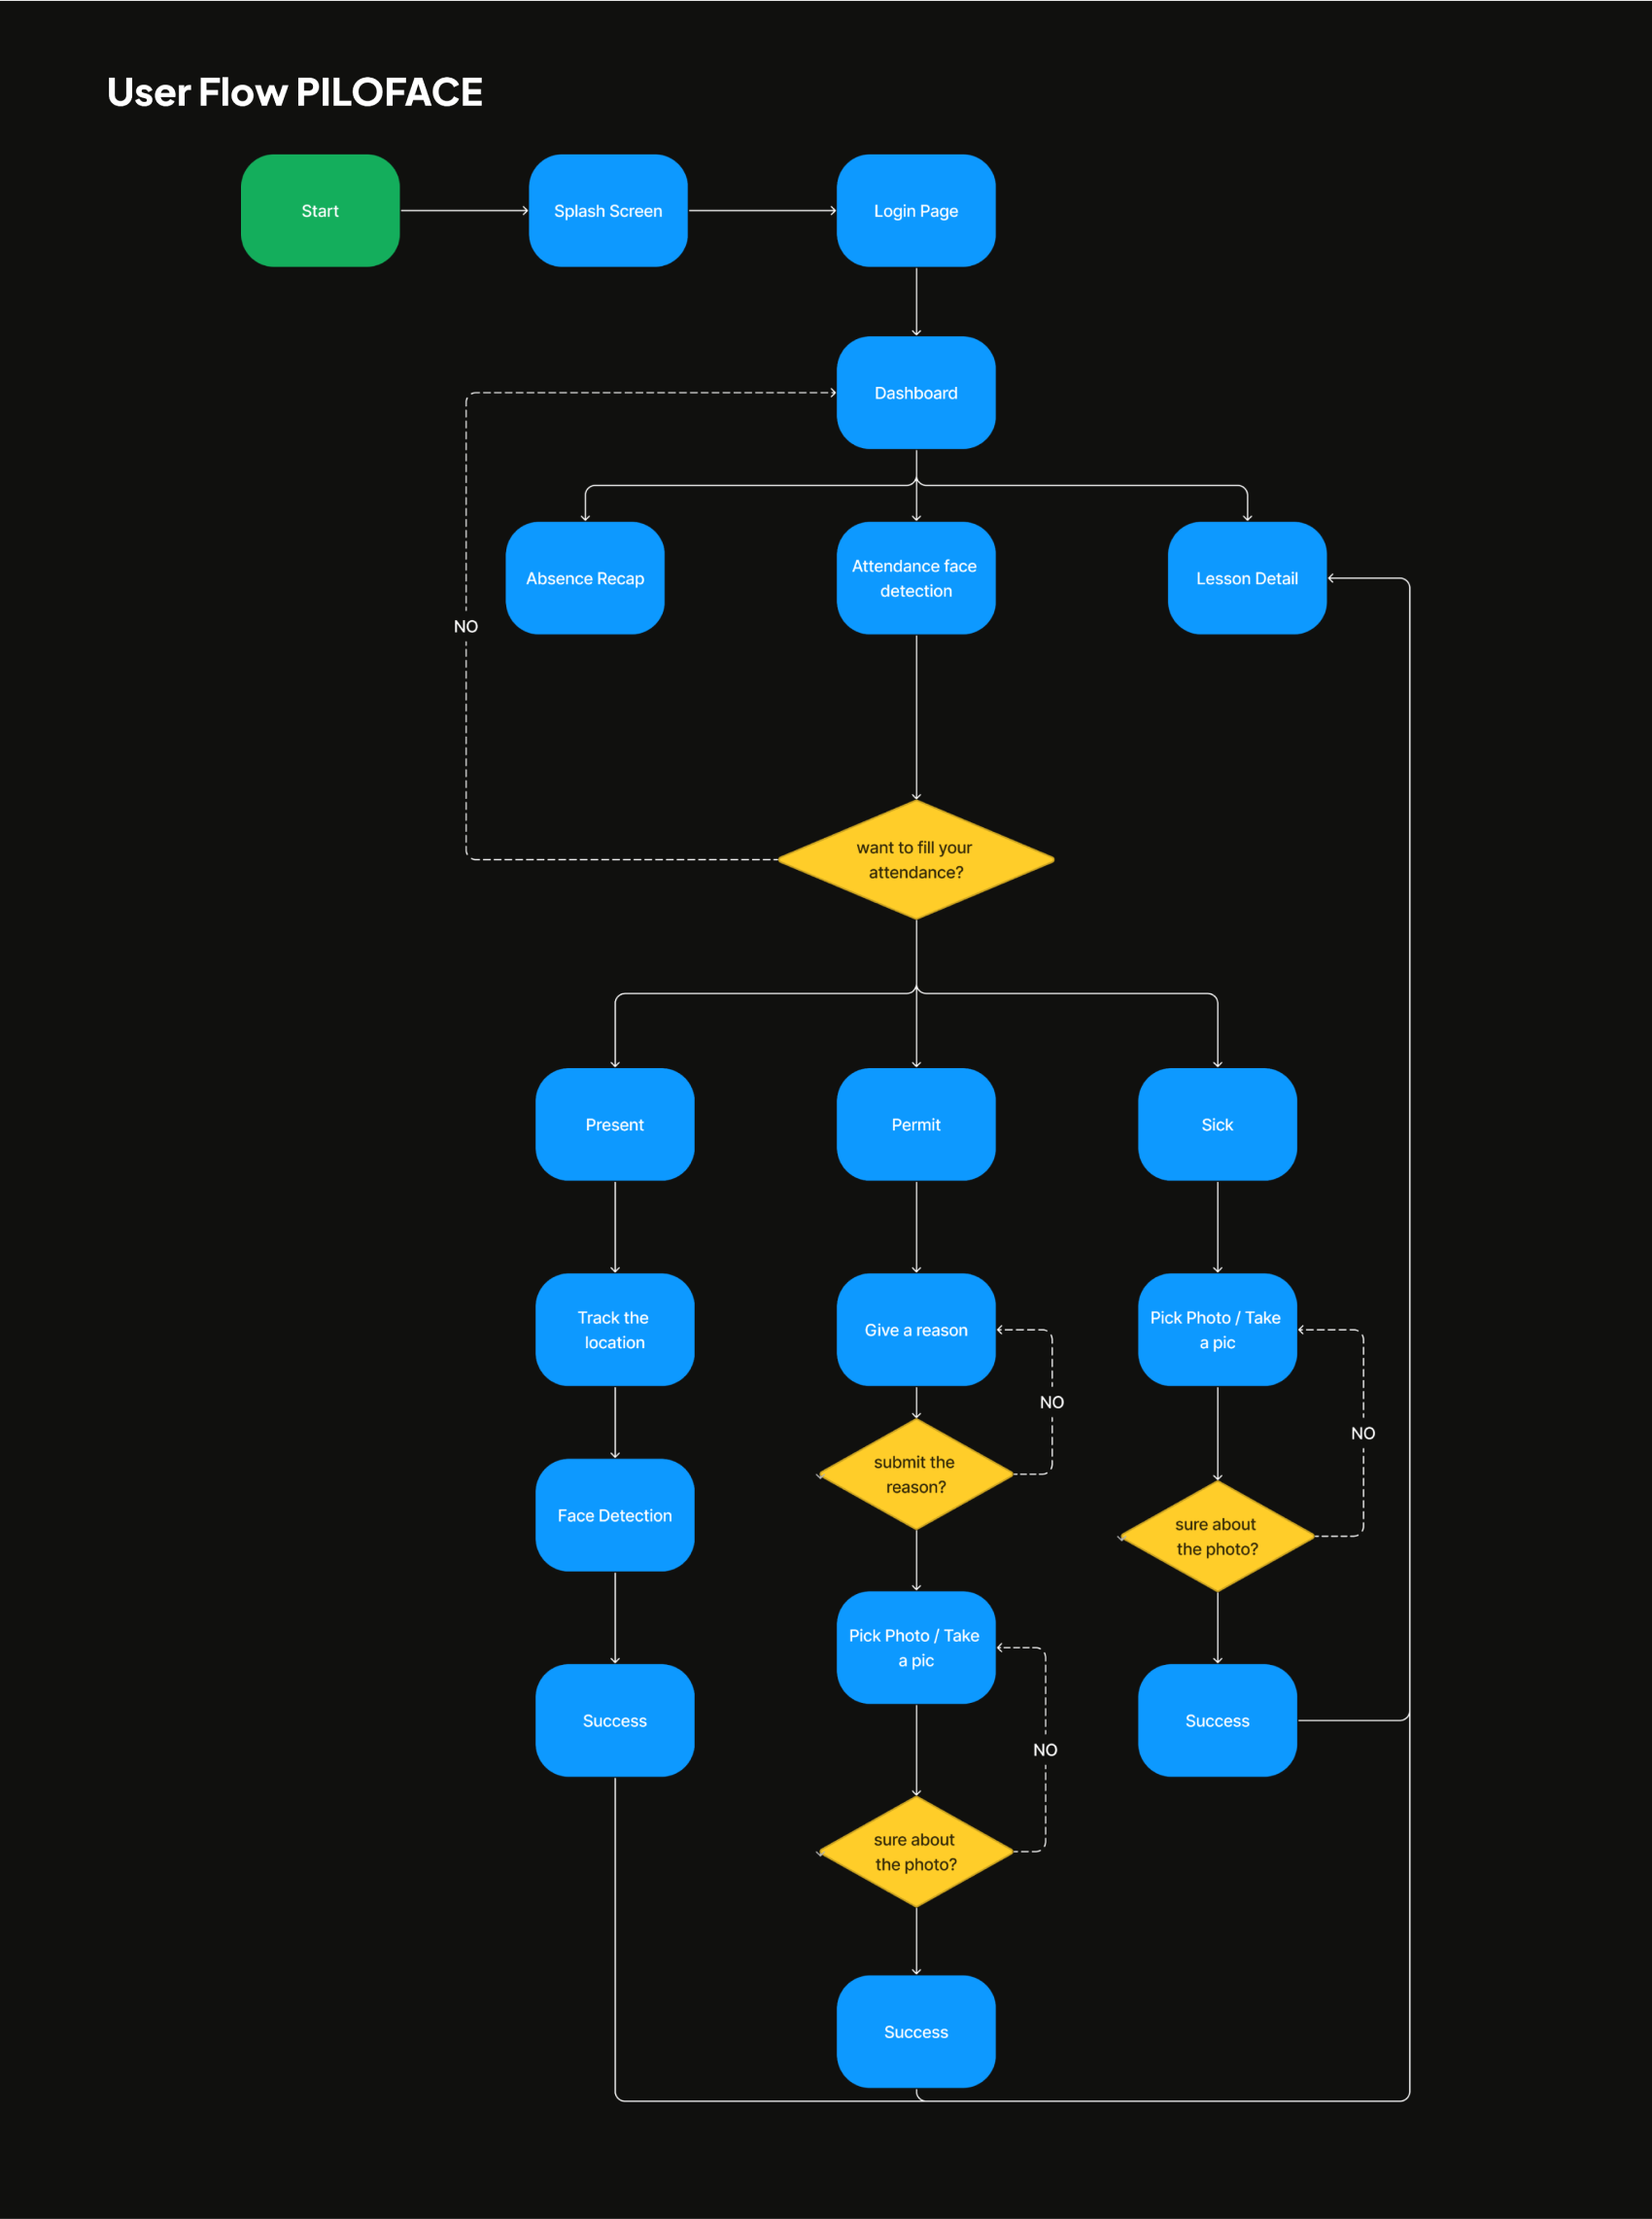 User Flow PILOFACE
Start
Splash Screen
Login Page
Dashboard
Absence Recap
Attendance face
detection
Lesson Detail
NO
want to fill your
attendance?
Present
Permit
Sick
Track the
location
Give a reason
Pick Photo / Take
a pic
NO
NO
submit the
reason?
Face Detection
sure about
the photo?
Pick Photo / Take
a pic
Success
Success
NO
sure about
the photo?
Success